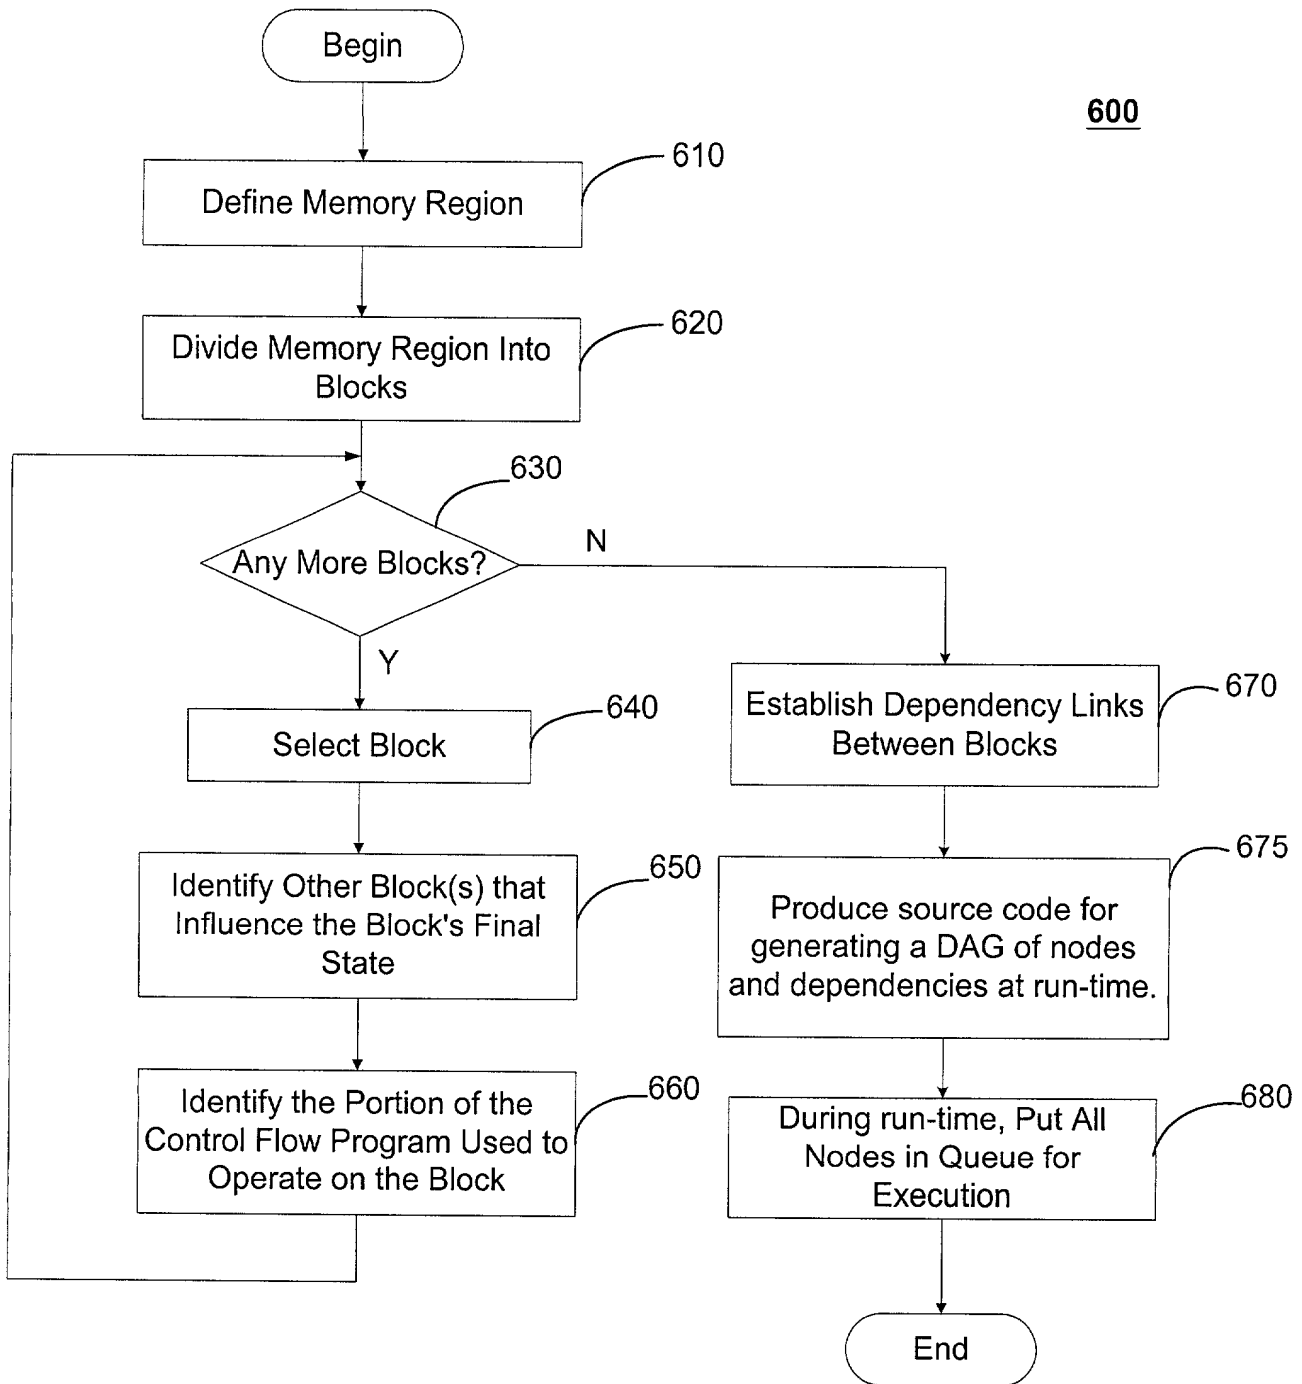 Begin
600
610
Define Memory Region
620
Divide Memory Region Into
Blocks
630
Any More Blocks?
N
Y
640
Select Block
650
Identify Other Block(s) that
Influence the Block's Final
State
660
Identify the Portion of the
Control Flow Program Used to
Operate on the Block
670
Establish Dependency Links
Between Blocks
675
Produce source code for
generating a DAG of nodes
and dependencies at run-time.
680
During run-time, Put All
Nodes in Queue for
Execution
End